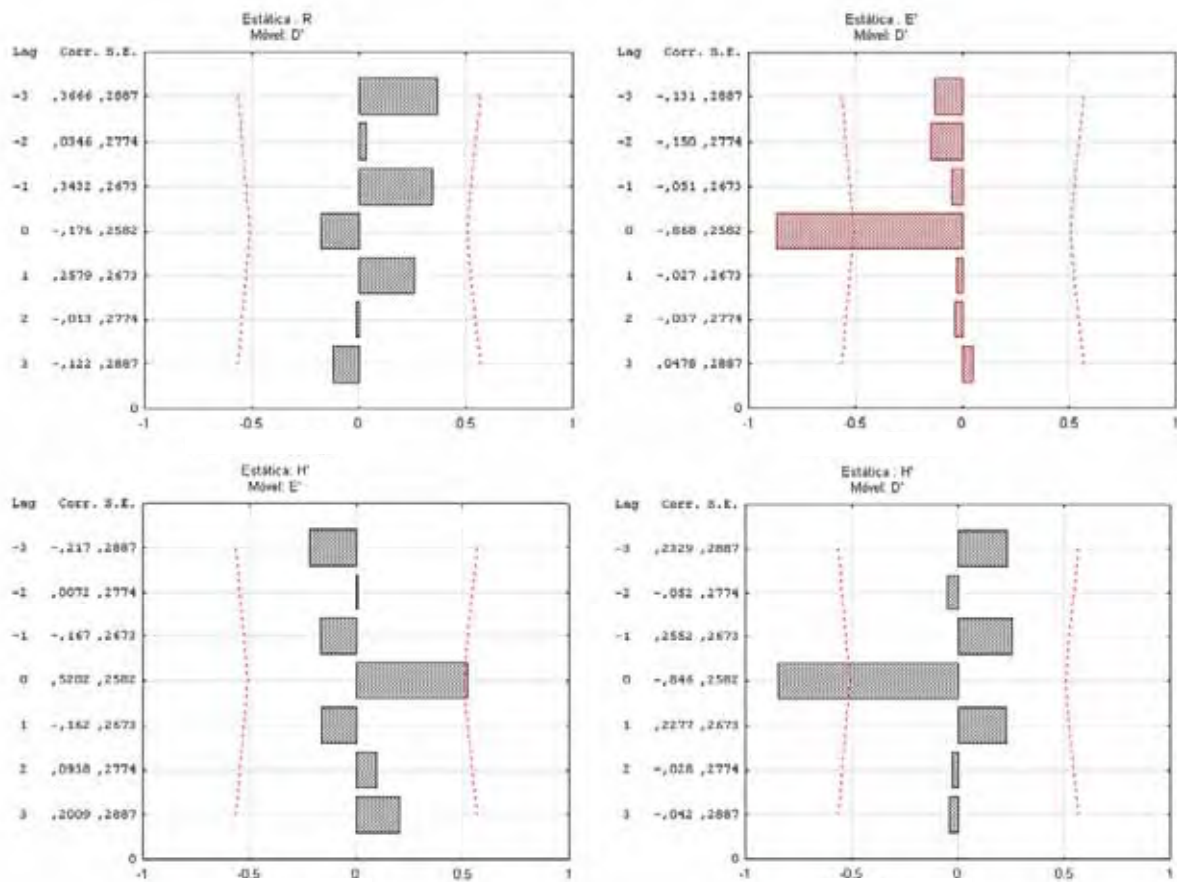 Estática : R
Móvel: D'
Lag Corr. S.E.
-3 ,3666 ,2887
-2 ,0346 ,2774
-1 ,3432 ,2673
0 -,176 ,2582
1 ,2579 ,2673
2 -,013 ,2774
3 -,122 ,2887
0
-1 -0.5 0 0.5 1
Estática : E'
Móvel: D'
Lag Corr. S.E.
-3 -,131 ,2887
-2 -,150 ,2774
-1 -,051 ,2673
0 -,868 ,2582
1 -,027 ,2673
2 -,037 ,2774
3 ,0478 ,2887
0
-1 -0.5 0 0.5 1
Estática: H'
Móvel: E'
Lag Corr. S.E.
-3 -,217 ,2887
-2 ,0072 ,2774
-1 -,167 ,2673
0 ,5202 ,2582
1 -,162 ,2673
2 ,0938 ,2774
3 ,2009 ,2887
0
-1 -0.5 0 0.5 1
Estática : H'
Móvel: D'
Lag Corr. S.E.
-3 ,2329 ,2887
-2 -,052 ,2774
-1 ,2552 ,2673
0 -,846 ,2582
1 ,2277 ,2673
2 -,028 ,2774
3 -,042 ,2887
0
-1 -0.5 0 0.5 1